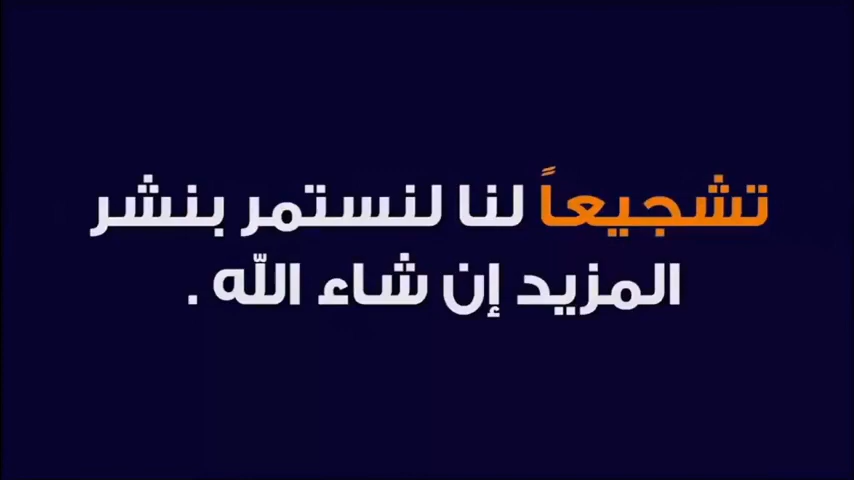 تشجيعاً لنا لنستمر بنشر
المزيد إن شاء الله .